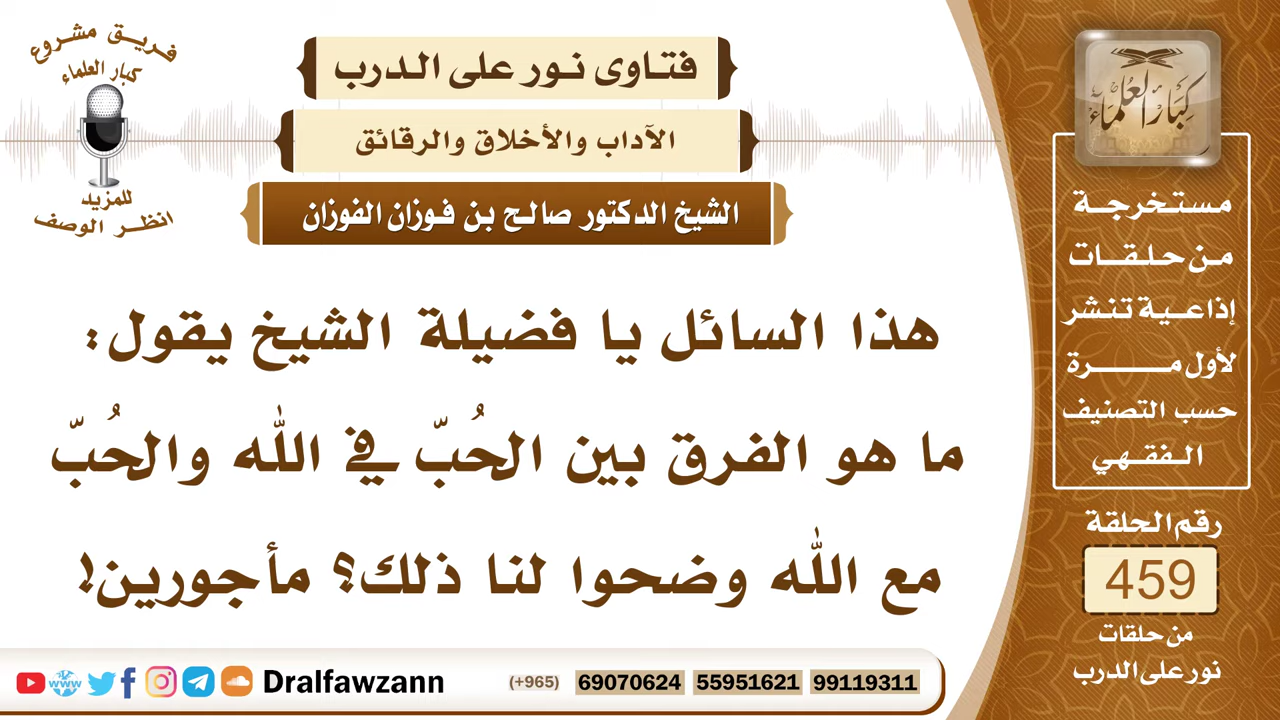 فريق مشروع
كبار العلماء
للمزيد
انظر الوصف
فتاوى نور على الدرب
الآداب والأخلاق والرقائق
الشيخ الدكتور صالح بن فوزان الفوزان
هذا السائل يا فضيلة الشيخ يقول:
ما هو الفرق بين الحُبّ في الله والحُبّ
مع الله وضحوا لنا ذلك؟ مأجورين!
كبار العلماء
مستخرجة
من حلقات
إذاعية تنشر
لأول مرة
حسب التصنيف
الفقهي
رقم الحلقة
459
من حلقات
نور على الدرب
www Dralfawzann (+965) 69070624 55951621 99119311